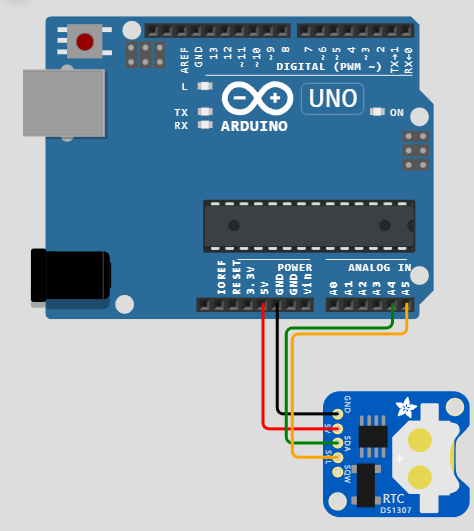 AREF
GND
13
12
~11
~10
~9
8
7
~6
~5
4
~3
2
TX→1
RX←0
DIGITAL (PWM ~)
L
TX
RX
UNO
ON
ARDUINO
IOREF
RESET
3.3V
5V
GND
GND
Vin
POWER
A0
A1
A2
A3
A4
A5
ANALOG IN
GND
5V
SDA
SCL
SQW
RTC
DS1307